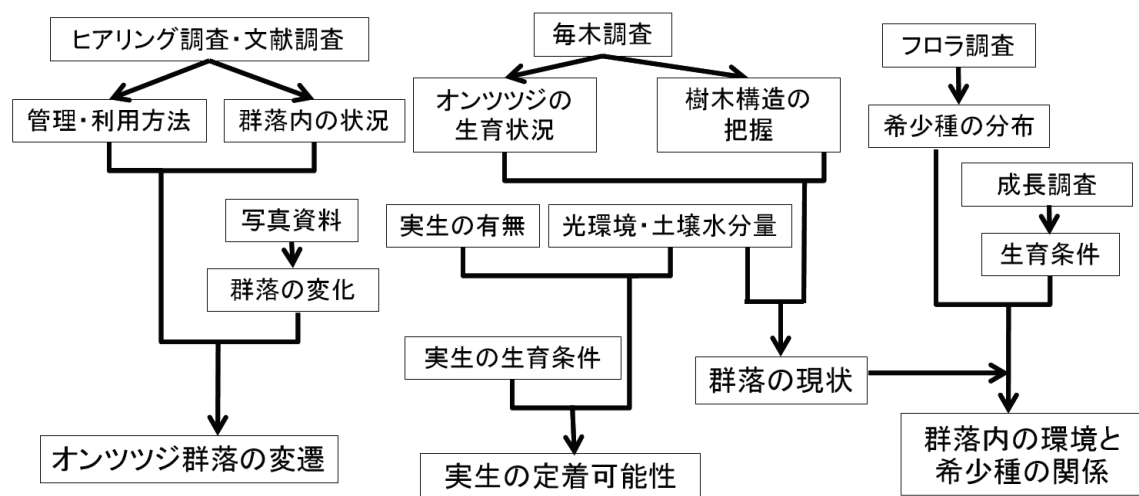 ヒアリング調査・文献調査
管理・利用方法
群落内の状況
写真資料
群落の変化
オンツツジ群落の変遷
毎木調査
オンツツジの
生育状況
樹木構造の
把握
実生の有無
光環境・土壌水分量
実生の生育条件
実生の定着可能性
群落の現状
フロラ調査
希少種の分布
成長調査
生育条件
群落内の環境と
希少種の関係